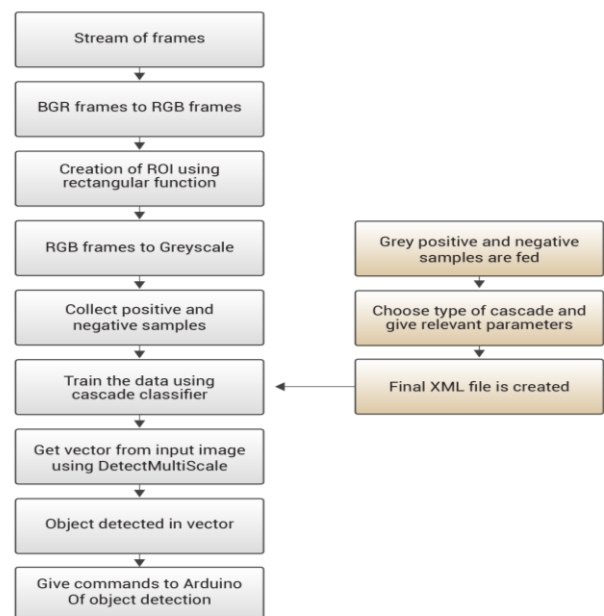 Stream of frames
BGR frames to RGB frames
Creation of ROI using
rectangular function
RGB frames to Greyscale
Collect positive and
negative samples
Train the data using
cascade classifier
Get vector from input image
using DetectMultiScale
Object detected in vector
Give commands to Arduino
Of object detection
Grey positive and negative
samples are fed
Choose type of cascade and
give relevant parameters
Final XML file is created